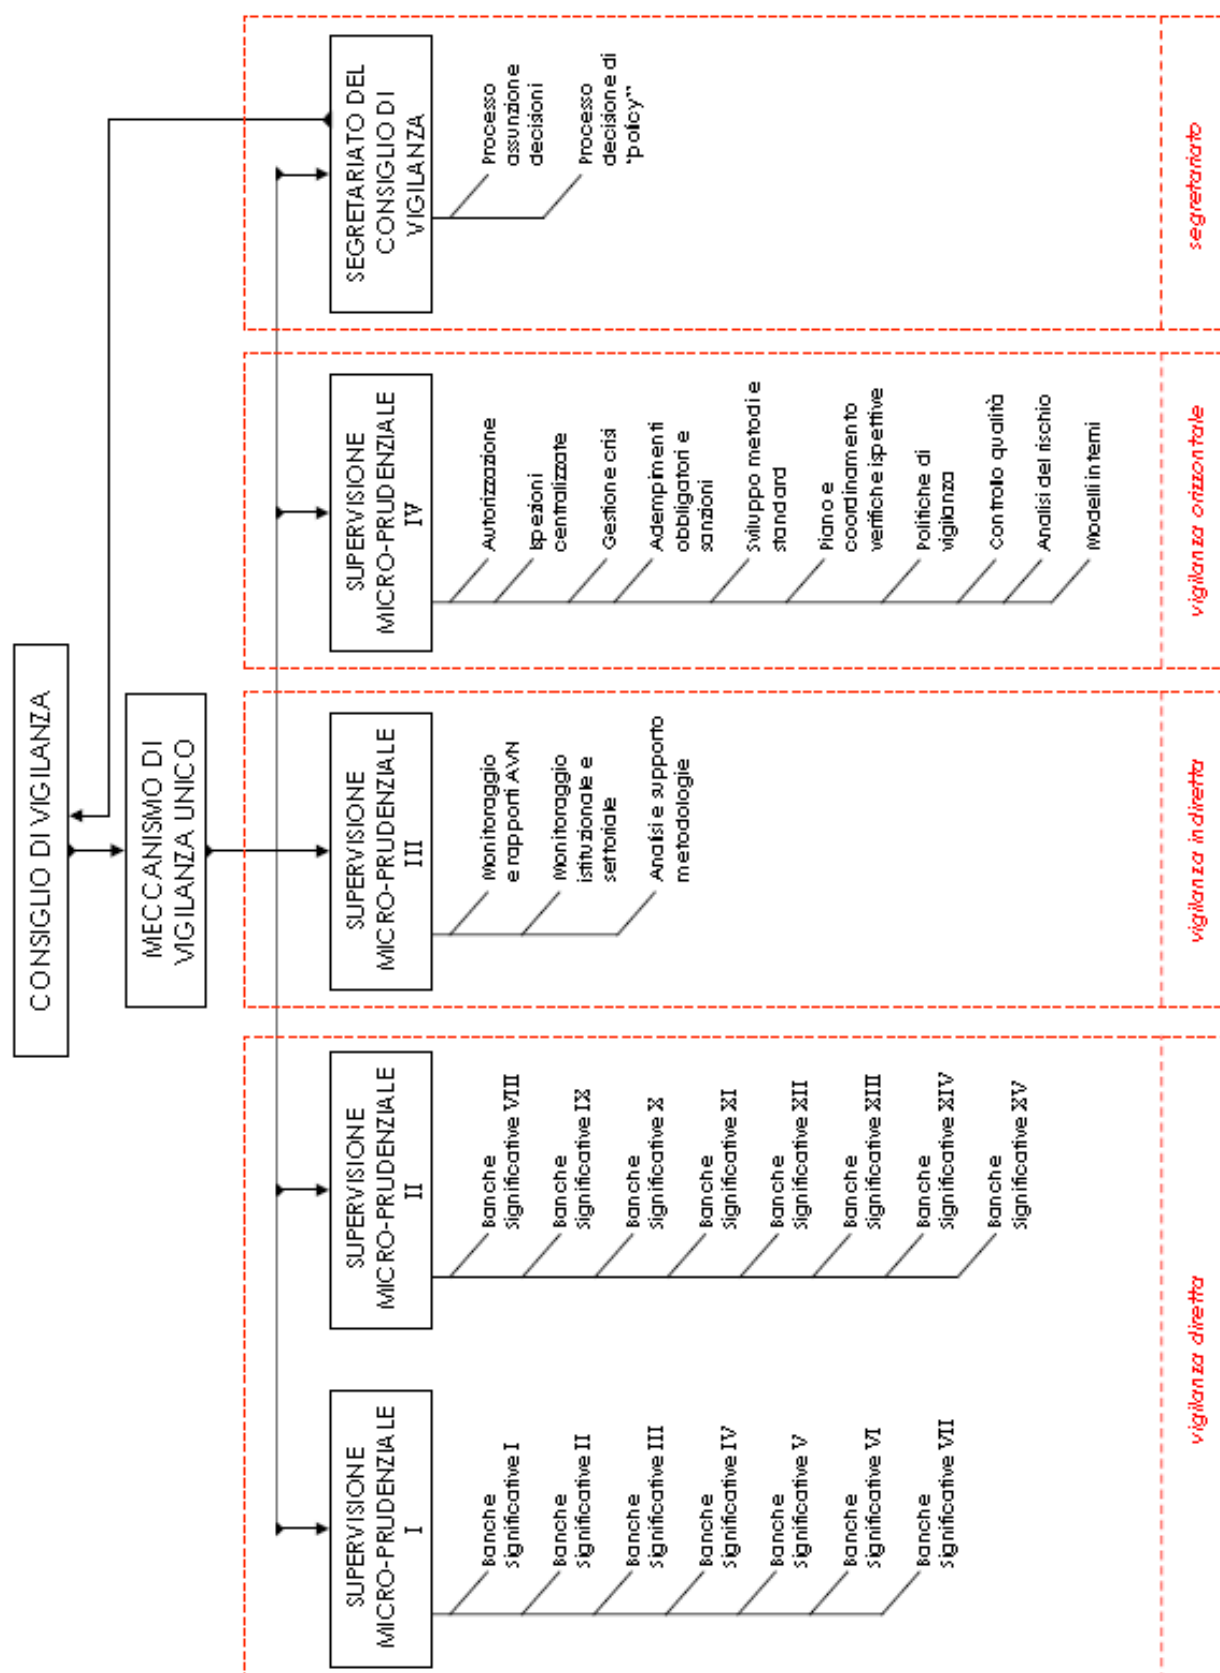 CONSIGLIO DI VIGILANZA
MECCANISMO DI
VIGILANZA UNICO
SUPERVISIONE
MICRO-PRUDENZIALE
I
Banche
Significative I
Banche
Significative II
Banche
Significative III
Banche
Significative IV
Banche
Significative V
Banche
Significative VI
Banche
Significative VII
SUPERVISIONE
MICRO-PRUDENZIALE
II
Banche
Significative VIII
Banche
Significative IX
Banche
Significative X
Banche
Significative XI
Banche
Significative XII
Banche
Significative XIII
Banche
Significative XIV
Banche
Significative XV
vigilanza diretta
SUPERVISIONE
MICRO-PRUDENZIALE
III
Monitoraggio
e rapporti AVN
Monitoraggio
istituzionale e
settoriale
Analisi e supporto
metodologie
vigilanza indiretta
SUPERVISIONE
MICRO-PRUDENZIALE
IV
Autorizzazione
Ispezioni
centralizzate
Gestione crisi
Adempimenti
obbligatori e
sanzioni
Sviluppo metodi e
standard
Piano e
coordinamento
verifiche ispettive
Politiche di
vigilanza
Controllo qualità
Analisi del rischio
Modelli interni
vigilanza orizzontale
SEGRETARIATO DEL
CONSIGLIO DI
VIGILANZA
Processo
assunzione
decisioni
Processo
decisione di
"policy"
segretariato